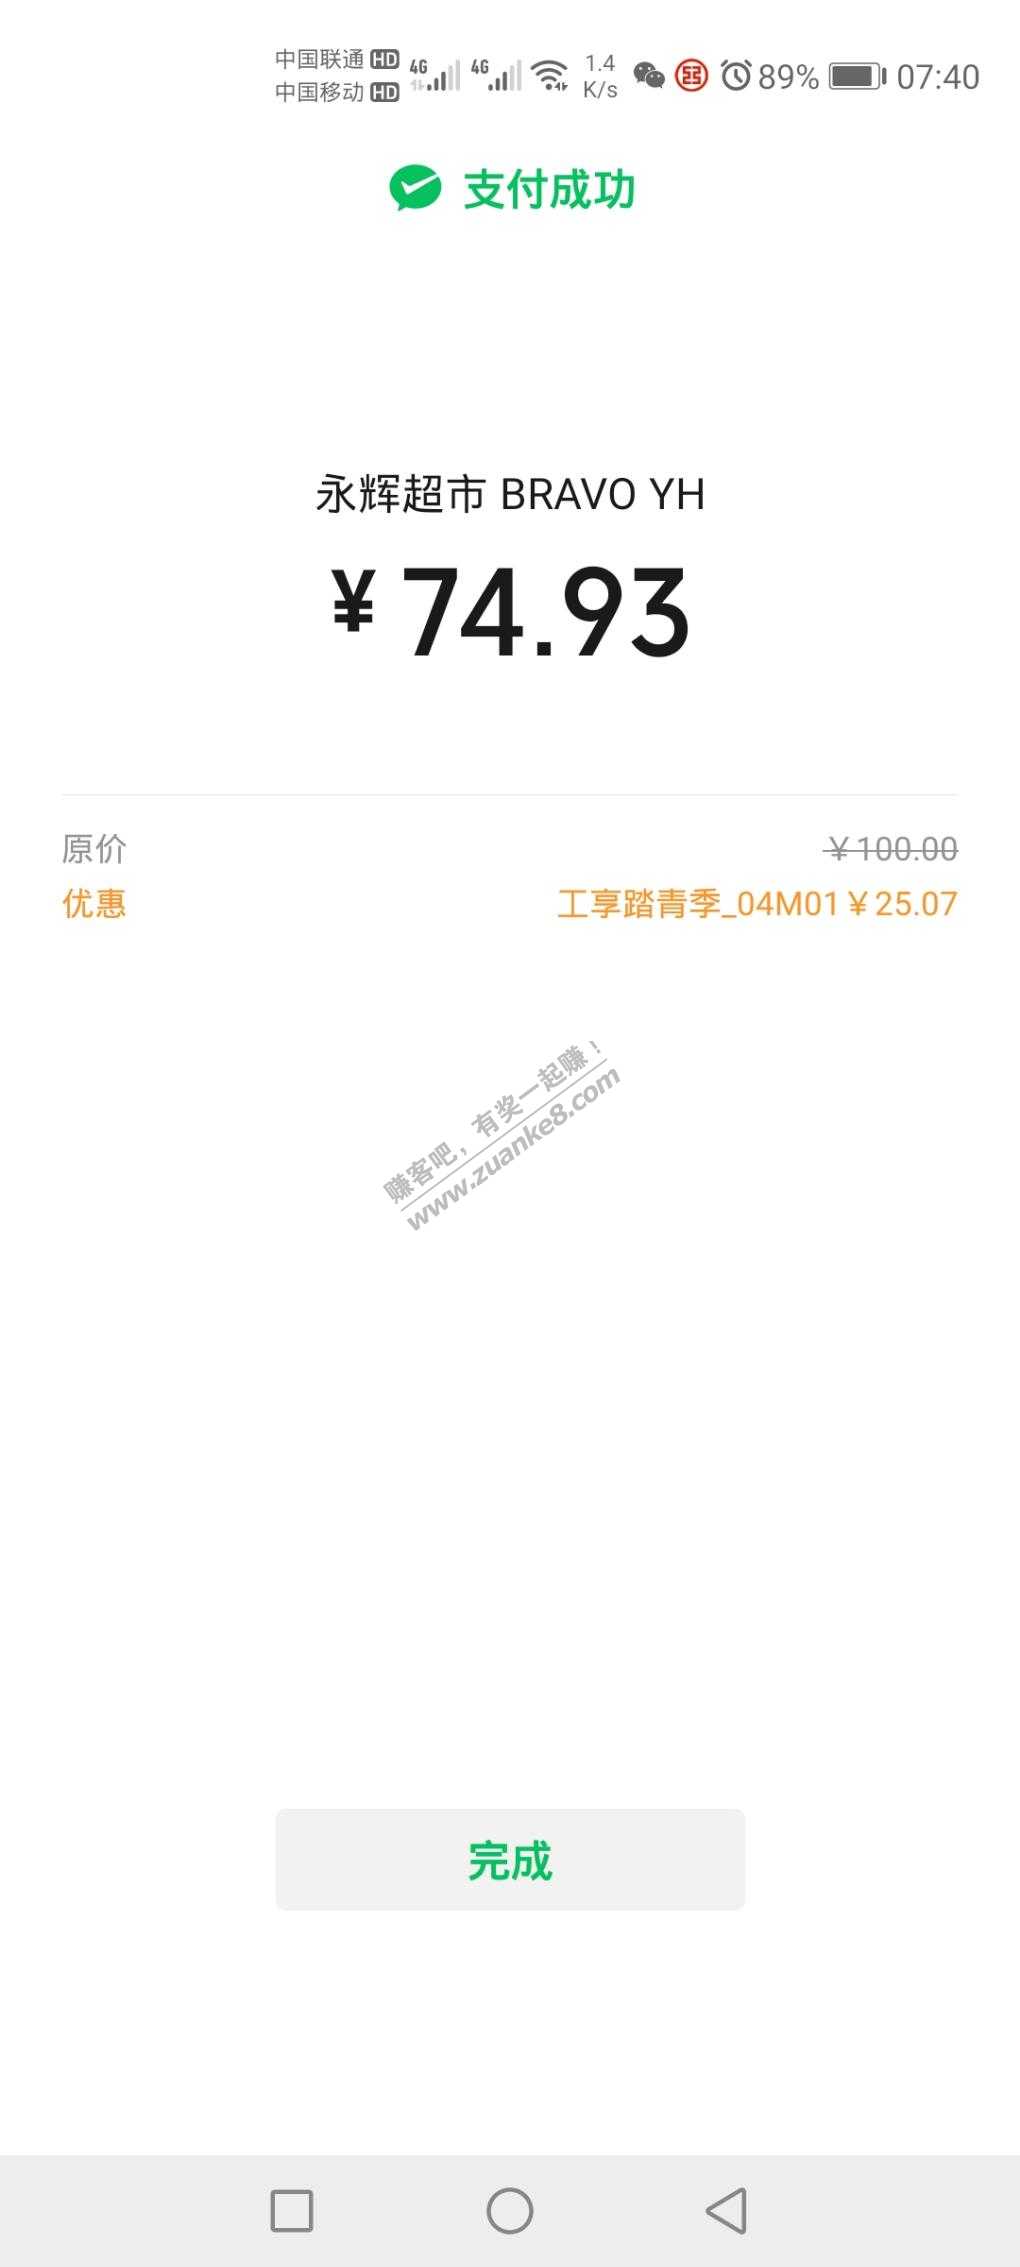 中国联通 HD 4G 4G 1.4 K/s 89% 07:40
中国移动 HD
支付成功
永辉超市 BRAVO YH
¥ 74.93
原价 ¥100.00
优惠 工享踏青季_04M01¥25.07
赚客吧，有奖一起赚！
www.zuanke8.com
完成